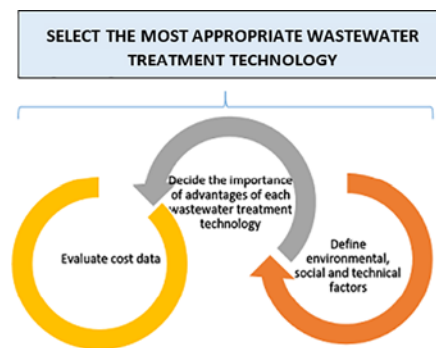 SELECT THE MOST APPROPRIATE WASTEWATER
TREATMENT TECHNOLOGY
Decide the importance
of advantages of each
wastewater treatment
technology
Evaluate cost data
Define
environmental,
social and technical
factors